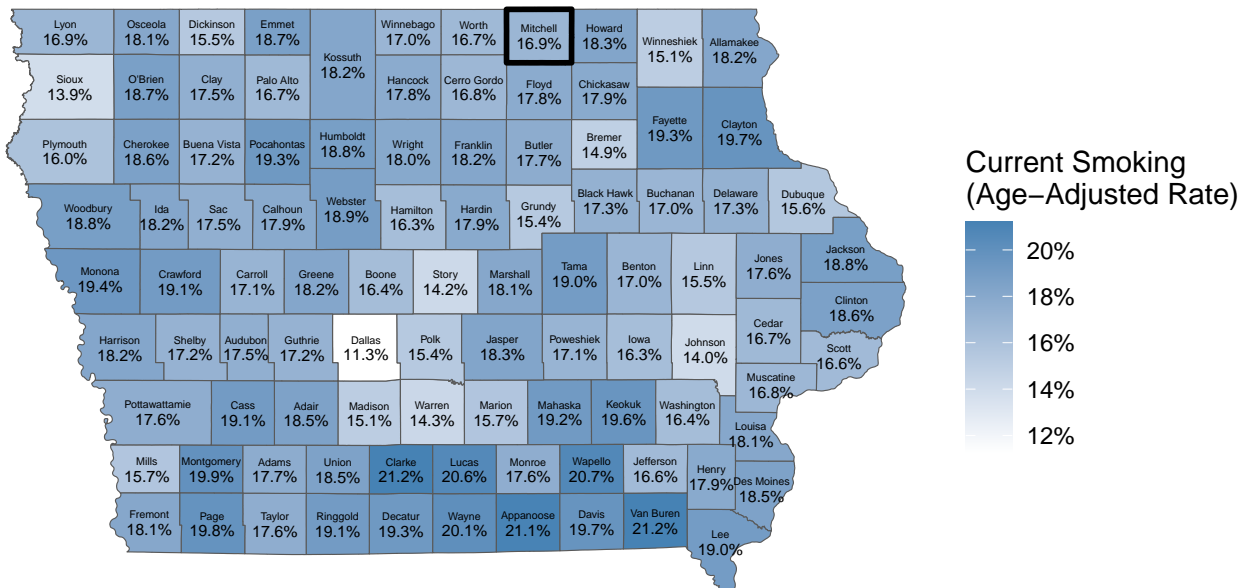 Lyon
16.9%
Osceola
18.1%
Dickinson
15.5%
Emmet
18.7%
Kossuth
18.2%
Winnebago
17.0%
Worth
16.7%
Mitchell
16.9%
Howard
18.3%
Winneshiek
15.1%
Allamakee
18.2%
Sioux
13.9%
O'Brien
18.7%
Clay
17.5%
Palo Alto
16.7%
Hancock
17.8%
Cerro Gordo
16.8%
Floyd
17.8%
Chickasaw
17.9%
Fayette
19.3%
Clayton
19.7%
Plymouth
16.0%
Cherokee
18.6%
Buena Vista
17.2%
Pocahontas
19.3%
Humboldt
18.8%
Wright
18.0%
Franklin
18.2%
Butler
17.7%
Bremer
14.9%
Woodbury
18.8%
Ida
18.2%
Sac
17.5%
Calhoun
17.9%
Webster
18.9%
Hamilton
16.3%
Hardin
17.9%
Grundy
15.4%
Black Hawk
17.3%
Buchanan
17.0%
Delaware
17.3%
Dubuque
15.6%
Monona
19.4%
Crawford
19.1%
Carroll
17.1%
Greene
18.2%
Boone
16.4%
Story
14.2%
Marshall
18.1%
Tama
19.0%
Benton
17.0%
Linn
15.5%
Jones
17.6%
Jackson
18.8%
Clinton
18.6%
Harrison
18.2%
Shelby
17.2%
Audubon
17.5%
Guthrie
17.2%
Dallas
11.3%
Polk
15.4%
Jasper
18.3%
Poweshiek
17.1%
Iowa
16.3%
Johnson
14.0%
Cedar
16.7%
Scott
16.6%
Muscatine
16.8%
Pottawattamie
17.6%
Cass
19.1%
Adair
18.5%
Madison
15.1%
Warren
14.3%
Marion
15.7%
Mahaska
19.2%
Keokuk
19.6%
Washington
16.4%
Louisa
18.1%
Mills
15.7%
Montgomery
19.9%
Adams
17.7%
Union
18.5%
Clarke
21.2%
Lucas
20.6%
Monroe
17.6%
Wapello
20.7%
Jefferson
16.6%
Henry
17.9%
Des Moines
18.5%
Fremont
18.1%
Page
19.8%
Taylor
17.6%
Ringgold
19.1%
Decatur
19.3%
Wayne
20.1%
Appanoose
21.1%
Davis
19.7%
Van Buren
21.2%
Lee
19.0%
Current Smoking
(Age−Adjusted Rate)
20%
18%
16%
14%
12%